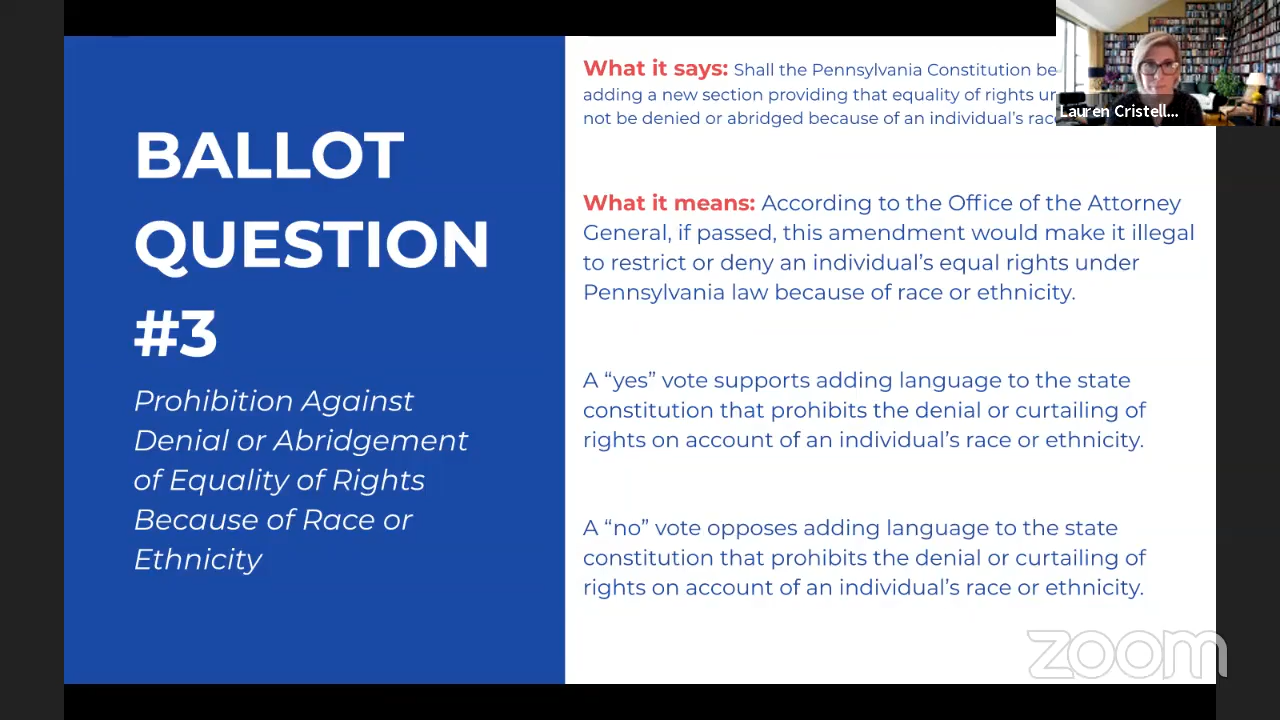 BALLOT
QUESTION
#3
Prohibition Against
Denial or Abridgement
of Equality of Rights
Because of Race or
Ethnicity
What it says: Shall the Pennsylvania Constitution be
adding a new section providing that equality of rights
not be denied or abridged because of an individual's
What it means: According to the Office of the Attorney
General, if passed, this amendment would make it illegal
to restrict or deny an individual's equal rights under
Pennsylvania law because of race or ethnicity.
A “yes” vote supports adding language to the state
constitution that prohibits the denial or curtailing of
rights on account of an individual's race or ethnicity.
A “no” vote opposes adding language to the state
constitution that prohibits the denial or curtailing of
rights on account of an individual's race or ethnicity.
Lauren Cristell...
zoom